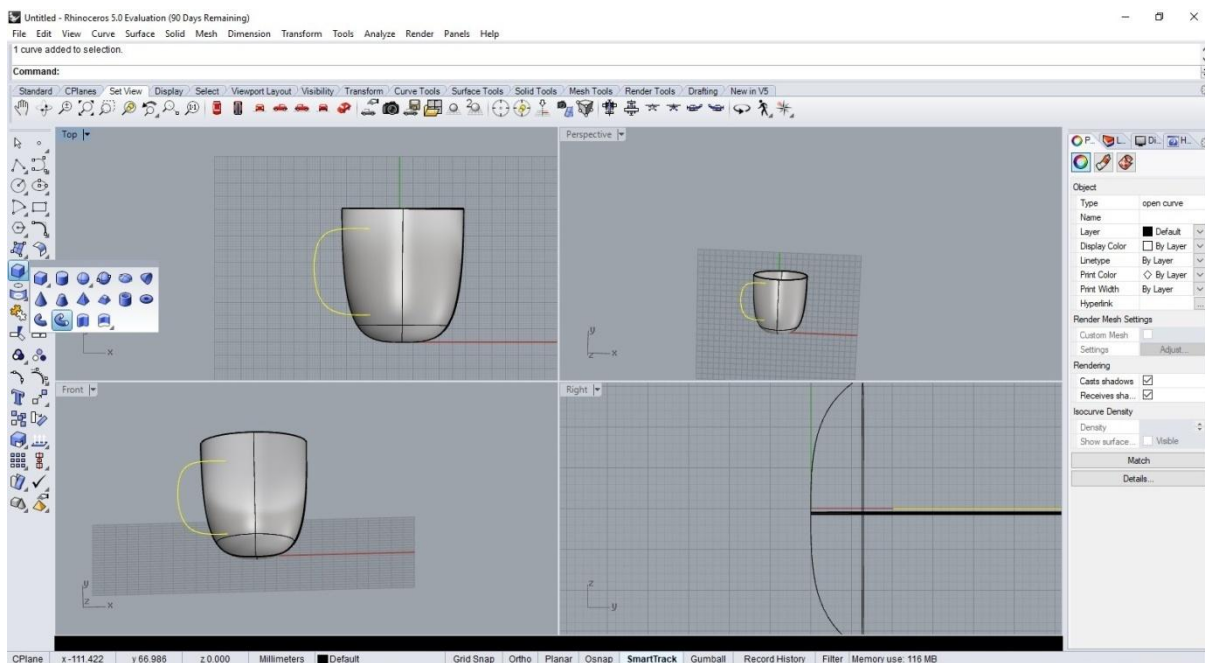 Untitled - Rhinoceros 5.0 Evaluation (90 Days Remaining)
File Edit View Curve Surface Solid Mesh Dimension Transform Tools Analyze Render Panels Help
1 curve added to selection.
Command:
Standard CPlanes Set View Display Select Viewport Layout Visibility Transform Curve Tools Surface Tools Solid Tools Mesh Tools Render Tools Drafting New in V5
Top
Perspective
P... L... Di... H...
Object
Type open curve
Name
Layer Default
Display Color By Layer
Linetype By Layer
Print Color By Layer
Print Width By Layer
Hyperlink ...
Render Mesh Settings
Custom Mesh
Settings Adjust...
Rendering
Casts shadows
Receives sha...
Isocurve Density
Density
Show surface... Visible
Match
Details...
x
y
z x
Front
Right
y
z x
z
y
CPlane x -111.422 y 66.986 z 0.000 Millimeters Default Grid Snap Ortho Planar Osnap SmartTrack Gumball Record History Filter Memory use: 116 MB